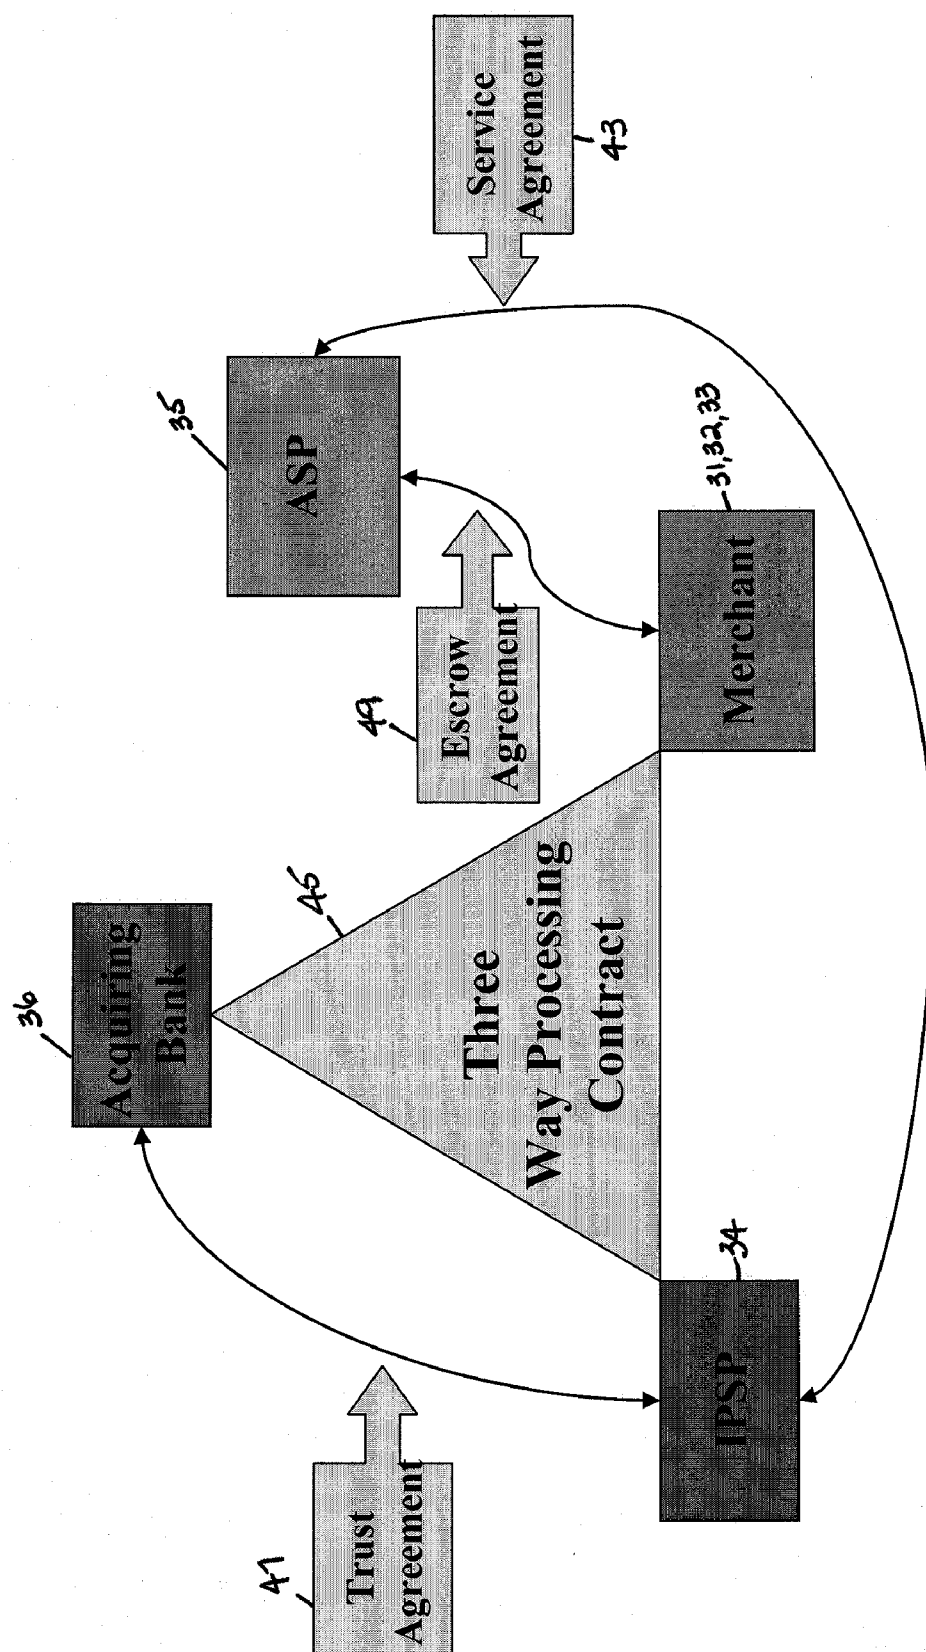 36
Acquiring
Bank
35
ASP
47
Trust
Agreement
45
49
Escrow
Agreement
Service
Agreement
43
Three
Way Processing
Contract
34
IPSP
31,32,33
Merchant